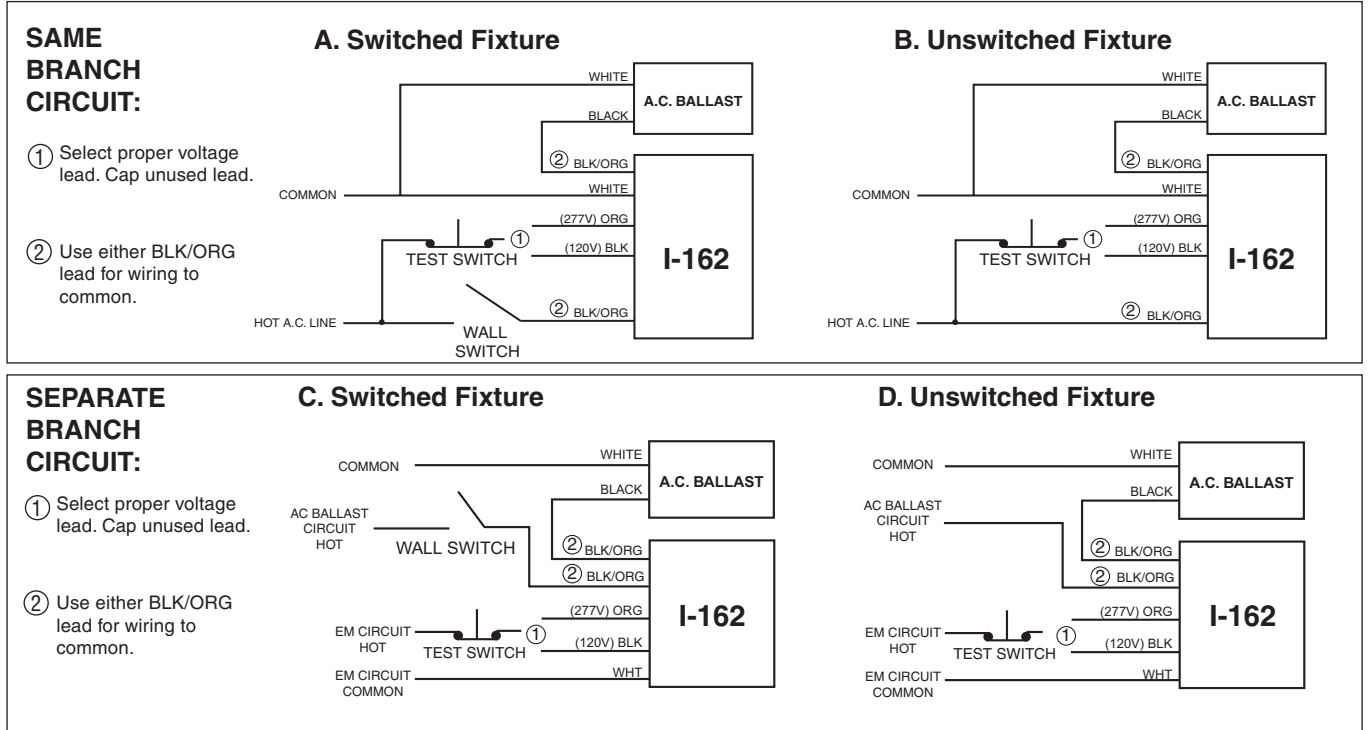 SAME
BRANCH
CIRCUIT:
① Select proper voltage
lead. Cap unused lead.
② Use either BLK/ORG
lead for wiring to
common.
A. Switched Fixture
WHITE
A.C. BALLAST
BLACK
② BLK/ORG
WHITE
COMMON
(277V) ORG
①
(120V) BLK
TEST SWITCH
I-162
② BLK/ORG
HOT A.C. LINE
WALL
SWITCH
B. Unswitched Fixture
WHITE
A.C. BALLAST
BLACK
② BLK/ORG
WHITE
COMMON
(277V) ORG
①
(120V) BLK
TEST SWITCH
I-162
② BLK/ORG
HOT A.C. LINE
SEPARATE
BRANCH
CIRCUIT:
① Select proper voltage
lead. Cap unused lead.
② Use either BLK/ORG
lead for wiring to
common.
C. Switched Fixture
WHITE
COMMON
A.C. BALLAST
BLACK
AC BALLAST
CIRCUIT
HOT
WALL SWITCH
② BLK/ORG
② BLK/ORG
(277V) ORG
I-162
EM CIRCUIT
HOT
①
(120V) BLK
TEST SWITCH
WHT
EM CIRCUIT
COMMON
D. Unswitched Fixture
WHITE
COMMON
A.C. BALLAST
BLACK
AC BALLAST
CIRCUIT
HOT
② BLK/ORG
② BLK/ORG
(277V) ORG
I-162
EM CIRCUIT
HOT
①
(120V) BLK
TEST SWITCH
WHT
EM CIRCUIT
COMMON